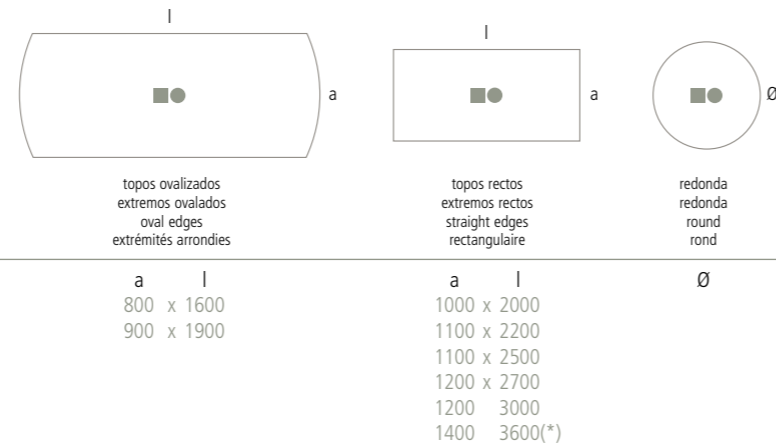 l
a
topos ovalizados
extremos ovalados
oval edges
extrémités arrondies
l
a
topos rectos
extremos rectos
straight edges
rectangulaire
Ø
redonda
redonda
round
rond
a l
800 x 1600
900 x 1900
a l
1000 x 2000
1100 x 2200
1100 x 2500
1200 x 2700
1200 3000
1400 3600(*)
Ø